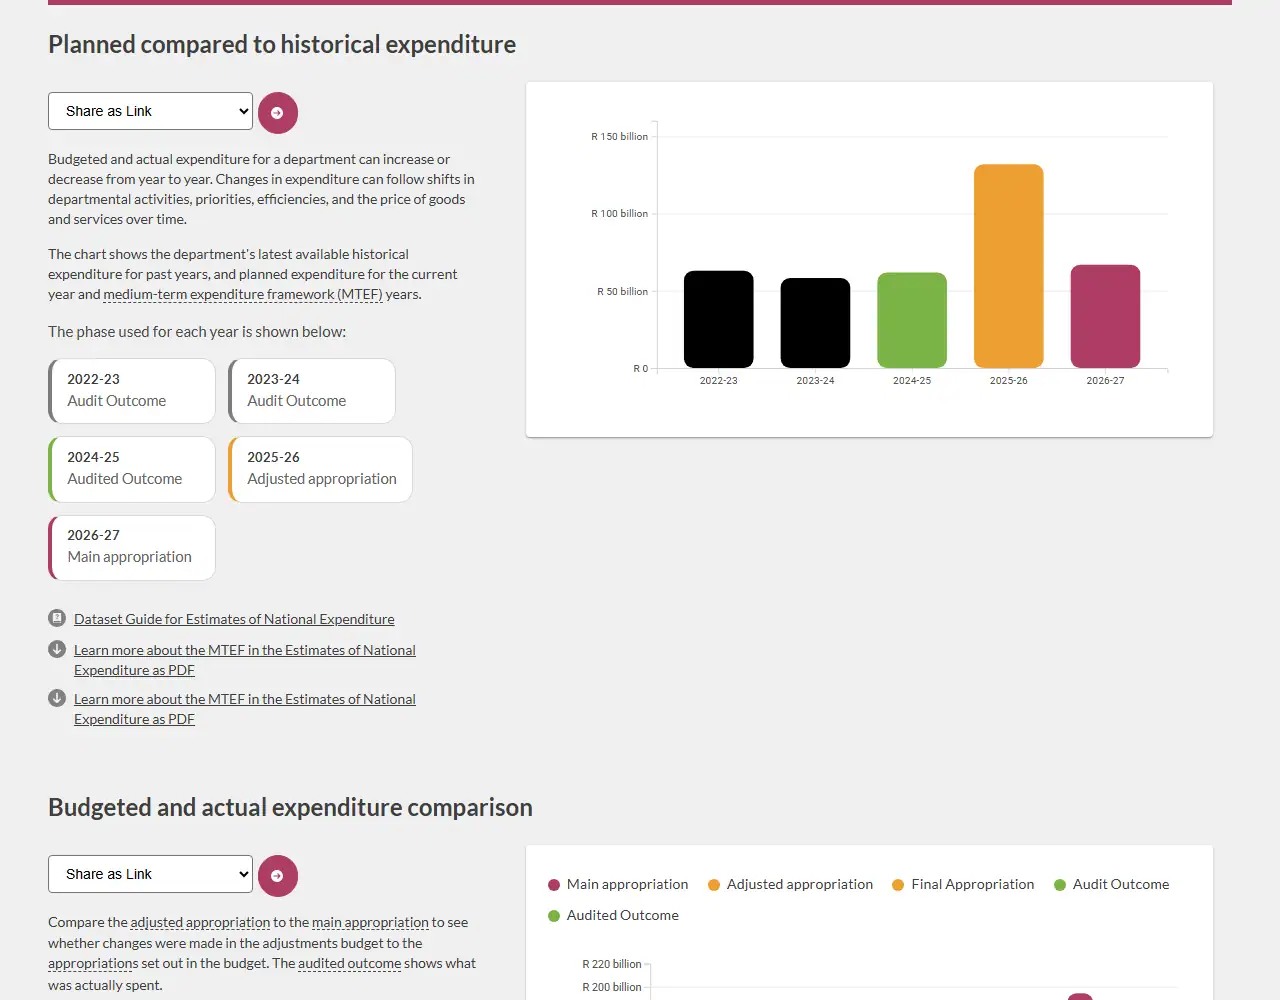 Planned compared to historical expenditure
Share as Link
Budgeted and actual expenditure for a department can increase or
decrease from year to year. Changes in expenditure can follow shifts in
departmental activities, priorities, efficiencies, and the price of goods
and services over time.
The chart shows the department's latest available historical
expenditure for past years, and planned expenditure for the current
year and medium-term expenditure framework (MTEF) years.
The phase used for each year is shown below:
2022-23
Audit Outcome
2023-24
Audit Outcome
2024-25
Audited Outcome
2025-26
Adjusted appropriation
2026-27
Main appropriation
Dataset Guide for Estimates of National Expenditure
Learn more about the MTEF in the Estimates of National
Expenditure as PDF
Learn more about the MTEF in the Estimates of National
Expenditure as PDF
R 150 billion
R 100 billion
R 50 billion
R 0
2022-23
2023-24
2024-25
2025-26
2026-27
Budgeted and actual expenditure comparison
Share as Link
Compare the adjusted appropriation to the main appropriation to see
whether changes were made in the adjustments budget to the
appropriations set out in the budget. The audited outcome shows what
was actually spent.
Main appropriation
Adjusted appropriation
Final Appropriation
Audit Outcome
Audited Outcome
R 220 billion
R 200 billion